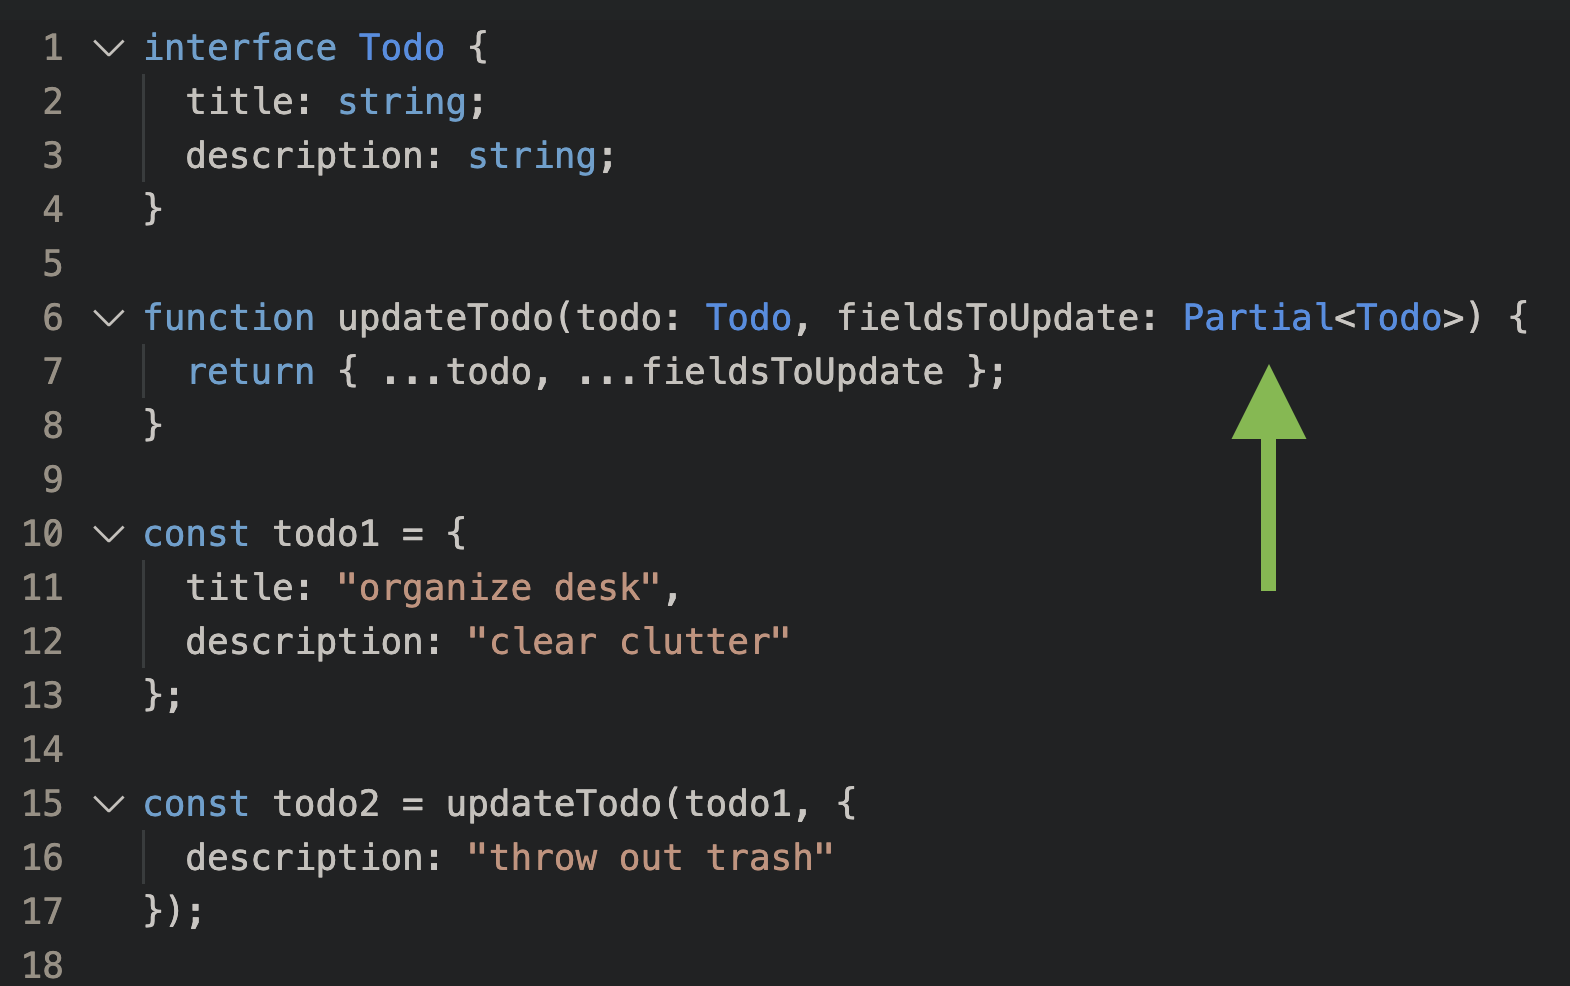 1 interface Todo {
2   title: string;
3   description: string;
4 }
5
6 function updateTodo(todo: Todo, fieldsToUpdate: Partial<Todo>) {
7   return { ...todo, ...fieldsToUpdate };
8 }
9
10 const todo1 = {
11   title: "organize desk",
12   description: "clear clutter"
13 };
14
15 const todo2 = updateTodo(todo1, {
16   description: "throw out trash"
17 });
18